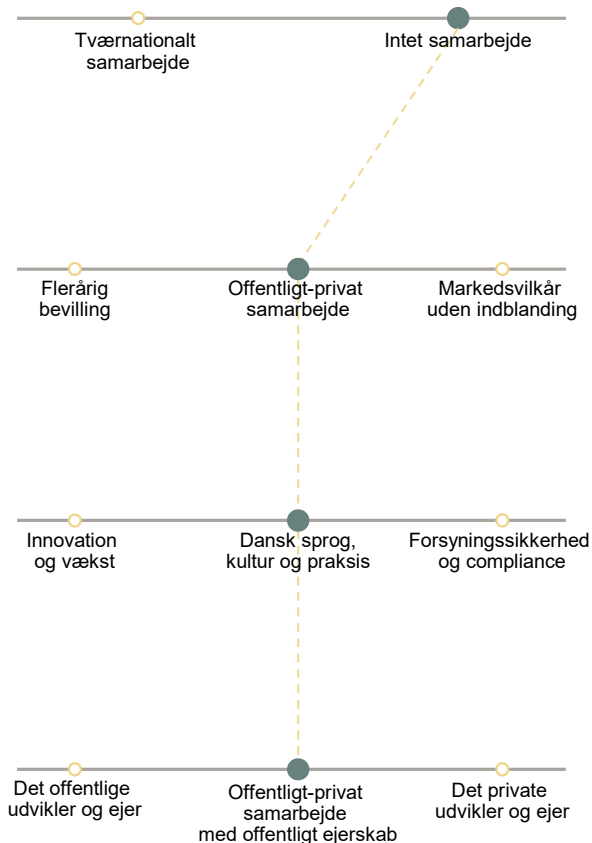 Tværnationalt
samarbejde
Intet samarbejde
Flerårig
bevilling
Offentligt-privat
samarbejde
Markedsvilkår
uden indblanding
Innovation
og vækst
Dansk sprog,
kultur og praksis
Forsyningssikkerhed
og compliance
Det offentlige
udvikler og ejer
Offentligt-privat
samarbejde
med offentligt ejerskab
Det private
udvikler og ejer